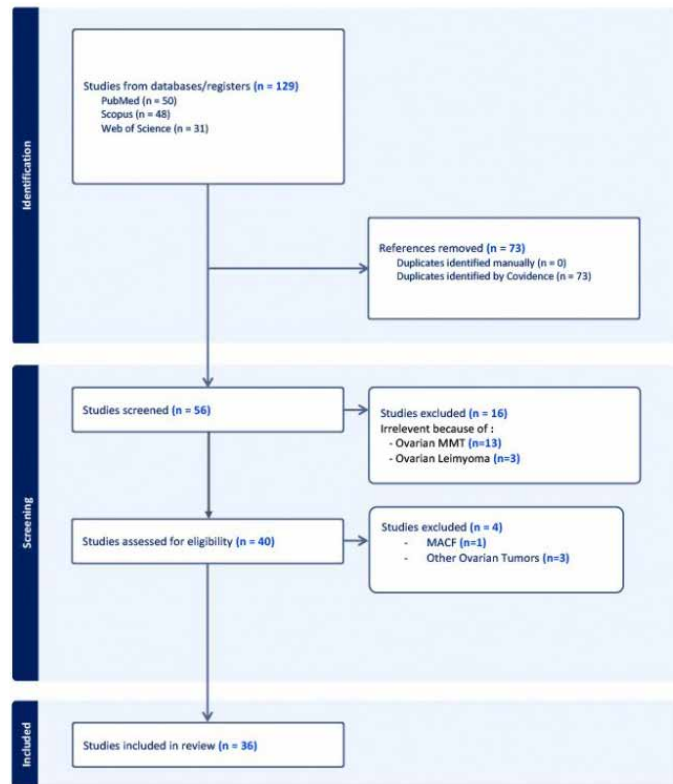 Identification
Studies from databases/registers (n = 129)
PubMed (n = 50)
Scopus (n = 48)
Web of Science (n = 31)
References removed (n = 73)
Duplicates identified manually (n = 0)
Duplicates identified by Covidence (n = 73)
Screening
Studies screened (n = 56)
Studies excluded (n = 16)
Irrelevent because of :
- Ovarian MMT (n=13)
- Ovarian Leimyoma (n=3)
Studies assessed for eligibility (n = 40)
Studies excluded (n = 4)
- MACF (n=1)
- Other Ovarian Tumors (n=3)
Included
Studies included in review (n = 36)